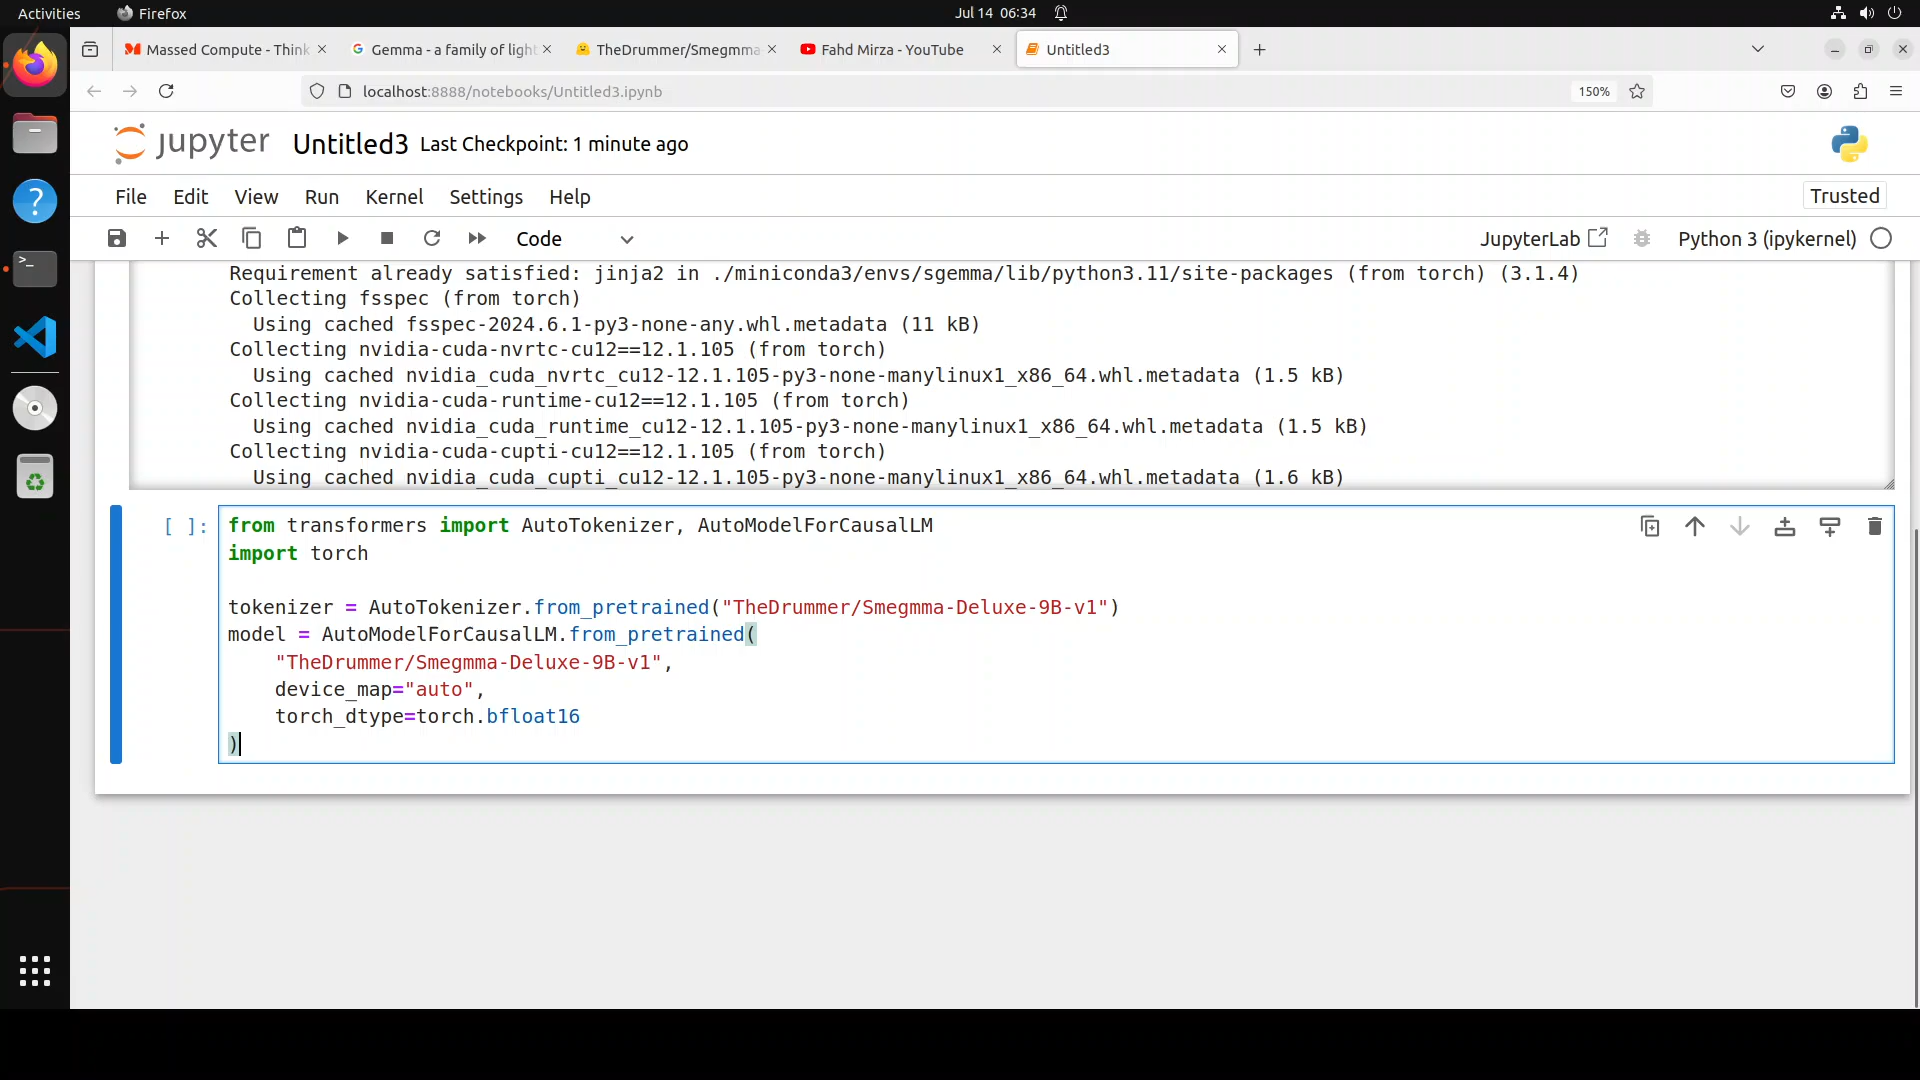 Activities
Firefox
Jul 14 06:34
Massed Compute - Think
Gemma - a family of light
TheDrummer/Smegmma-
Fahd Mirza - YouTube
Untitled3
localhost:8888/notebooks/Untitled3.ipynb
150%
jupyter
Untitled3 Last Checkpoint: 1 minute ago
File Edit View Run Kernel Settings Help
Trusted
Code
JupyterLab
Python 3 (ipykernel)
Requirement already satisfied: jinja2 in ./miniconda3/envs/sgemma/lib/python3.11/site-packages (from torch) (3.1.4)
Collecting fsspec (from torch)
  Using cached fsspec-2024.6.1-py3-none-any.whl.metadata (11 kB)
Collecting nvidia-cuda-nvrtc-cu12==12.1.105 (from torch)
  Using cached nvidia_cuda_nvrtc_cu12-12.1.105-py3-none-manylinux1_x86_64.whl.metadata (1.5 kB)
Collecting nvidia-cuda-runtime-cu12==12.1.105 (from torch)
  Using cached nvidia_cuda_runtime_cu12-12.1.105-py3-none-manylinux1_x86_64.whl.metadata (1.5 kB)
Collecting nvidia-cuda-cupti-cu12==12.1.105 (from torch)
  Using cached nvidia_cuda_cupti_cu12-12.1.105-py3-none-manylinux1_x86_64.whl.metadata (1.6 kB)
[ ]:
from transformers import AutoTokenizer, AutoModelForCausalLM
import torch
tokenizer = AutoTokenizer.from_pretrained("TheDrummer/Smegmma-Deluxe-9B-v1")
model = AutoModelForCausalLM.from_pretrained(
    "TheDrummer/Smegmma-Deluxe-9B-v1",
    device_map="auto",
    torch_dtype=torch.bfloat16
)